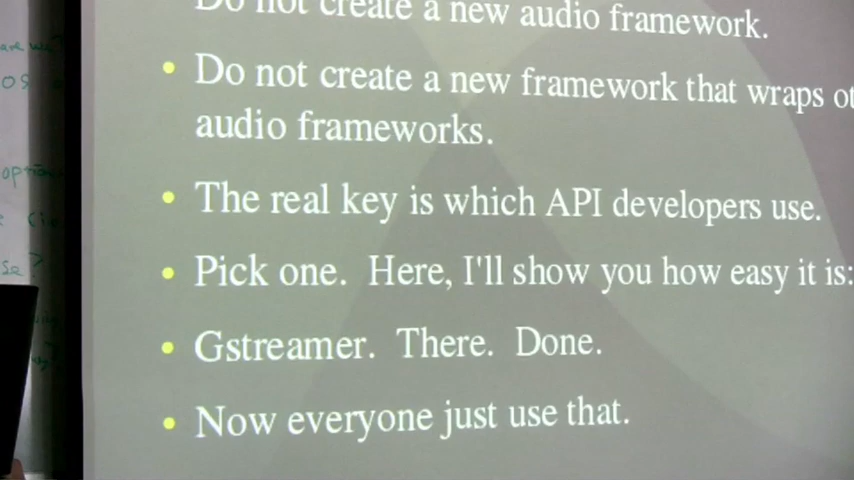 Do not create a new audio framework.
Do not create a new framework that wraps
audio frameworks.
The real key is which API developers use.
Pick one. Here, I'll show you how easy it is:
Gstreamer. There. Done.
Now everyone just use that.